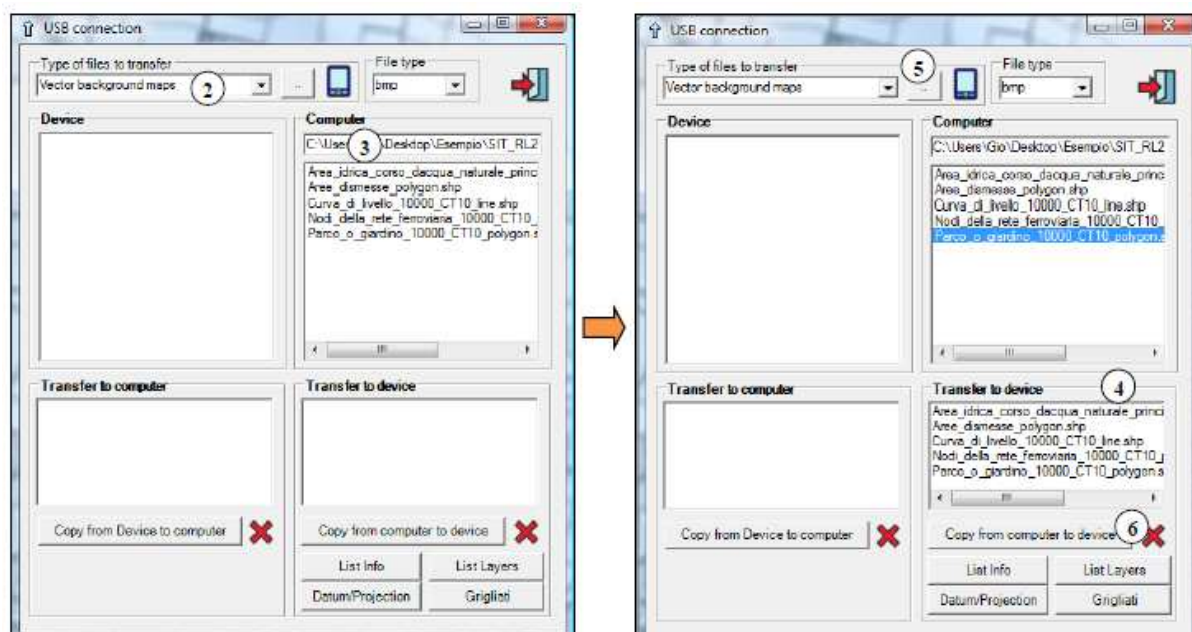 USB connection
Type of files to transfer
File type
Vector background maps
2
...
bmp
Device
Computer
3
C:\Use Desktop\Esempio\SIT_RL2
Area_idrica_corso_dacqua_naturale_princ
Aree_dismesse_polygon.shp
Curva_di_livello_10000_CT10_line.shp
Nodi_della_rete_ferroviaria_10000_CT10_
Parco_o_giardino_10000_CT10_polygon.s
Transfer to computer
Transfer to device
Copy from Device to computer
Copy from computer to device
List Info
List Layers
Datum/Projection
Grigliati
USB connection
Type of files to transfer
5
File type
Vector background maps
...
bmp
Device
Computer
C:\Users\Gio\Desktop\Esempio\SIT_RL2
Area_idrica_corso_dacqua_naturale_princ
Aree_dismesse_polygon.shp
Curva_di_livello_10000_CT10_line.shp
Nodi_della_rete_ferroviaria_10000_CT10_
Parco_o_giardino_10000_CT10_polygon.s
Transfer to computer
Transfer to device
4
Area_idrica_corso_dacqua_naturale_princi
Aree_dismesse_polygon.shp
Curva_di_livello_10000_CT10_line.shp
Nodi_della_rete_ferroviaria_10000_CT10_p
Parco_o_giardino_10000_CT10_polygon.s
Copy from Device to computer
Copy from computer to device
6
List Info
List Layers
Datum/Projection
Grigliati